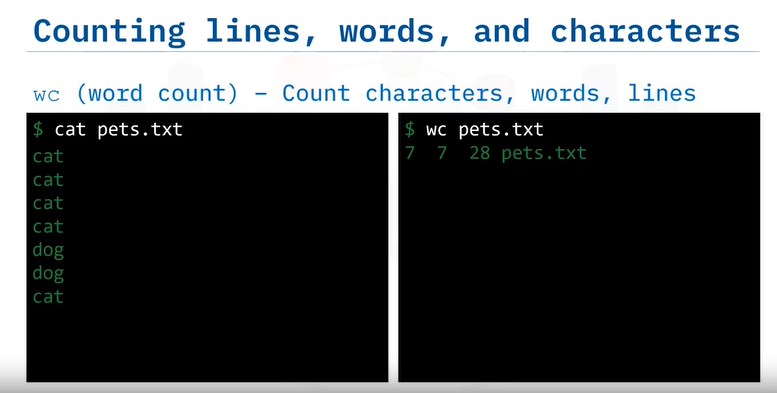 Counting lines, words, and characters
wc (word count) – Count characters, words, lines
$ cat pets.txt
cat
cat
cat
cat
dog
dog
cat
$ wc pets.txt
7  7  28 pets.txt